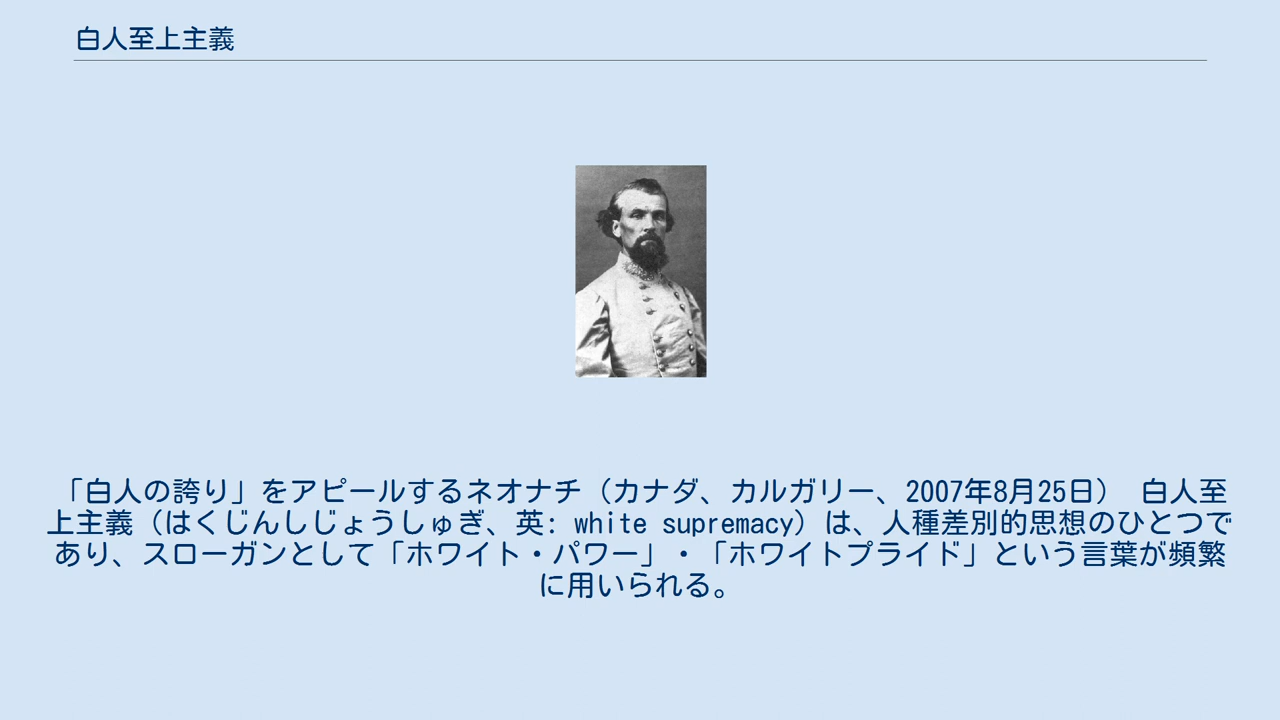 白人至上主義
「白人の誇り」をアピールするネオナチ（カナダ、カルガリー、2007年8月25日） 白人至
上主義（はくじんしじょうしゅぎ、英: white supremacy）は、人種差別的思想のひとつで
あり、スローガンとして「ホワイト・パワー」・「ホワイトプライド」という言葉が頻繁
に用いられる。